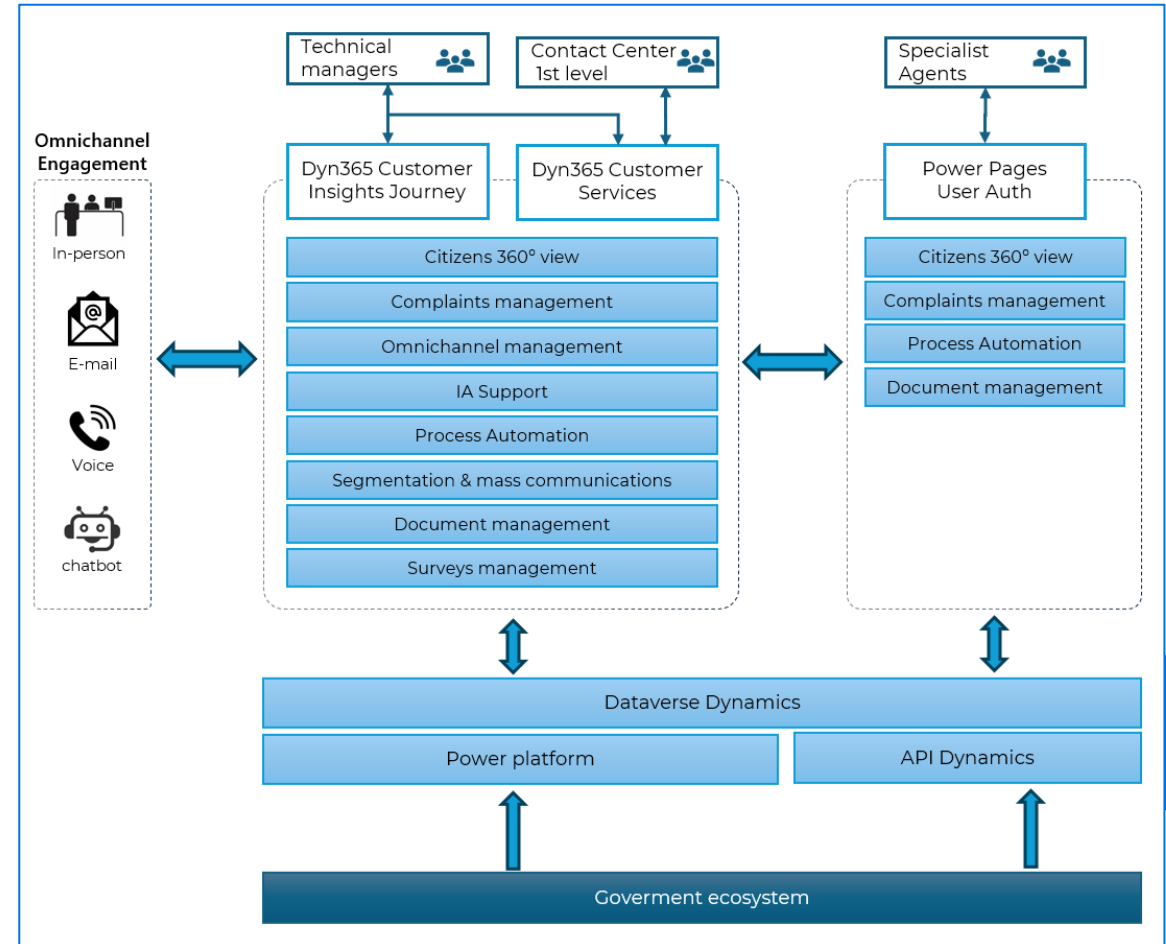 Technical
managers
Contact Center
1st level
Specialist
Agents
Omnichannel
Engagement
In-person
@
E-mail
Voice
chatbot
Dyn365 Customer
Insights Journey
Dyn365 Customer
Services
Citizens 360º view
Complaints management
Omnichannel management
IA Support
Process Automation
Segmentation & mass communications
Document management
Surveys management
Power Pages
User Auth
Citizens 360º view
Complaints management
Process Automation
Document management
Dataverse Dynamics
Power platform
API Dynamics
Goverment ecosystem